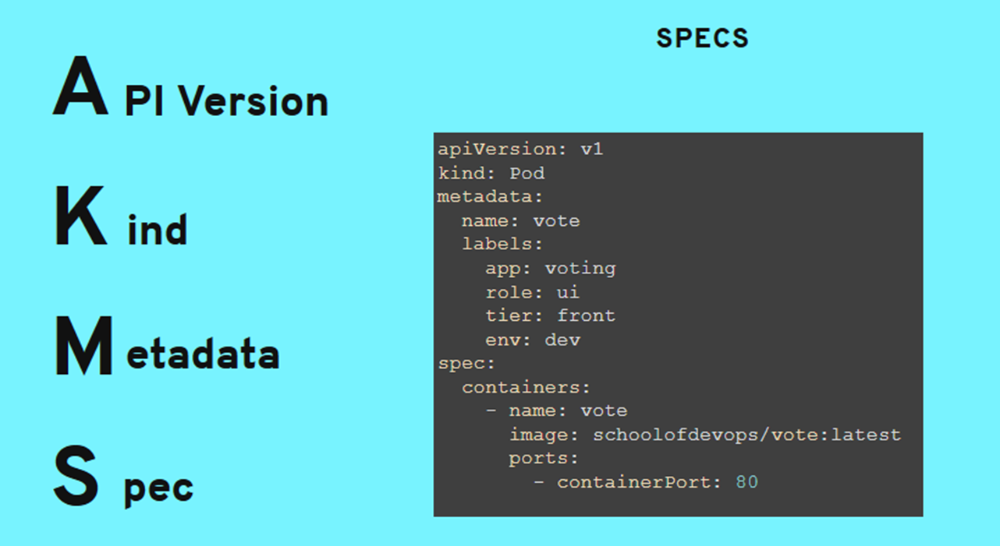 SPECS
A PI Version
K ind
M etadata
S pec
apiVersion: v1
kind: Pod
metadata:
  name: vote
  labels:
    app: voting
    role: ui
    tier: front
    env: dev
spec:
  containers:
    - name: vote
      image: schoolofdevops/vote:latest
      ports:
        - containerPort: 80